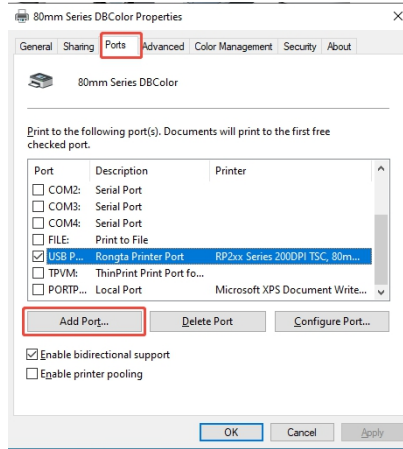 80mm Series DBColor Properties
General Sharing Ports Advanced Color Management Security About
80mm Series DBColor
Print to the following port(s). Documents will print to the first free
checked port.
Port Description Printer
COM2: Serial Port
COM3: Serial Port
COM4: Serial Port
FILE: Print to File
USB P... Rongta Printer Port RP2xx Series 200DPI TSC, 80m...
TPVM: ThinPrint Print Port fo...
PORTP... Local Port Microsoft XPS Document Write...
Add Port... Delete Port Configure Port...
Enable bidirectional support
Enable printer pooling
OK Cancel Apply